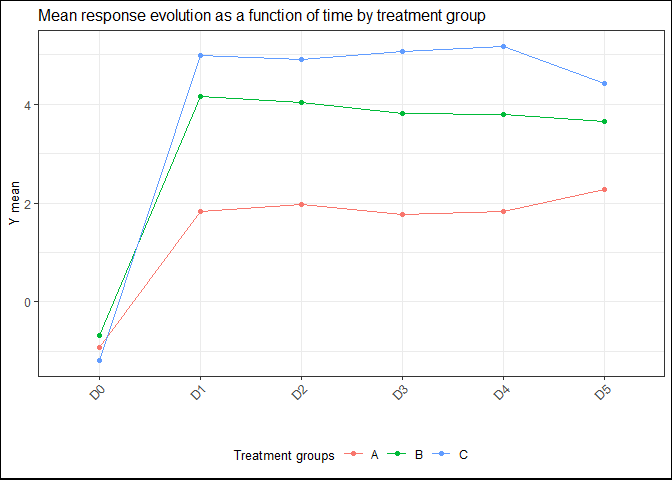 Mean response evolution as a function of time by treatment group
Y mean
4
2
0
D0 D1 D2 D3 D4 D5
Treatment groups A B C